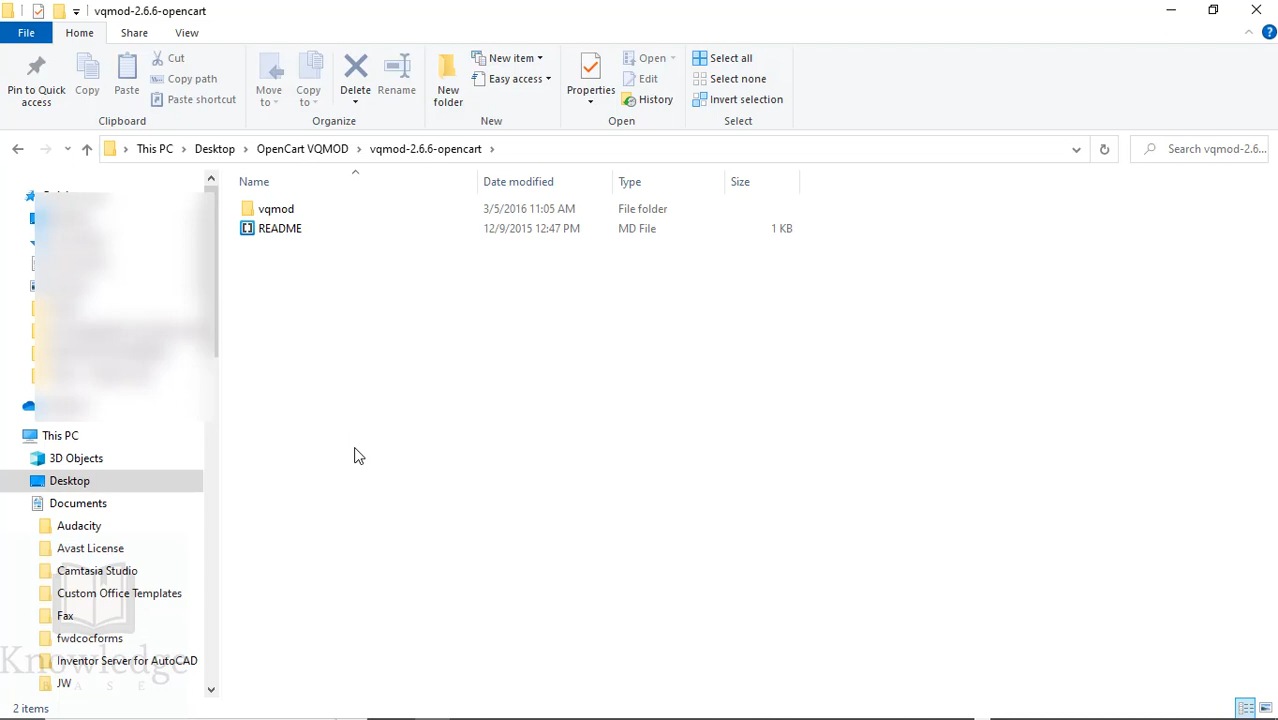 vqmod-2.6.6-opencart
File Home Share View
Pin to Quick access
Copy
Paste
Cut
Copy path
Paste shortcut
Clipboard
Move to
Copy to
Delete
Rename
Organize
New folder
New item
Easy access
New
Properties
Open
Edit
History
Open
Select all
Select none
Invert selection
Select
This PC > Desktop > OpenCart VQMOD > vqmod-2.6.6-opencart >
Search vqmod-2.6...
Name Date modified Type Size
vqmod 3/5/2016 11:05 AM File folder
README 12/9/2015 12:47 PM MD File 1 KB
This PC
3D Objects
Desktop
Documents
Audacity
Avast License
Camtasia Studio
Custom Office Templates
Fax
fwdcocforms
Inventor Server for AutoCAD
JW
Knowledge
BASE
2 items